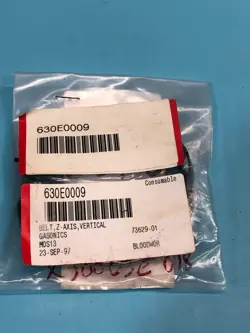 630E0009
630E0009
Consumable
BELT, Z-AXIS, VERTICAL
GASONICS
73629-01
MDS13
BLOODWOR
23-SEP-97